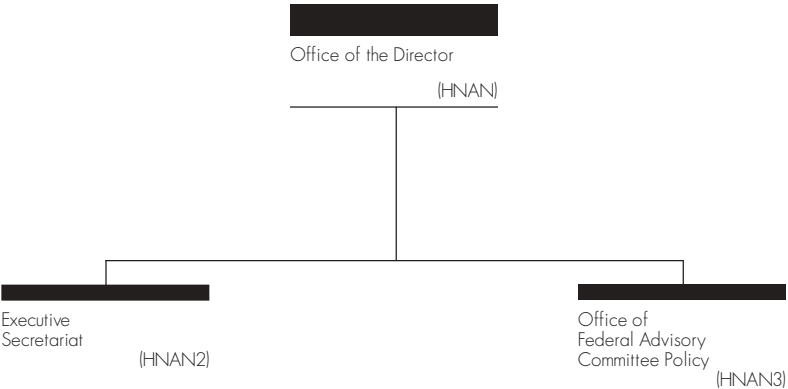 Office of the Director
(HNAN)
Executive
Secretariat
(HNAN2)
Office of
Federal Advisory
Committee Policy
(HNAN3)